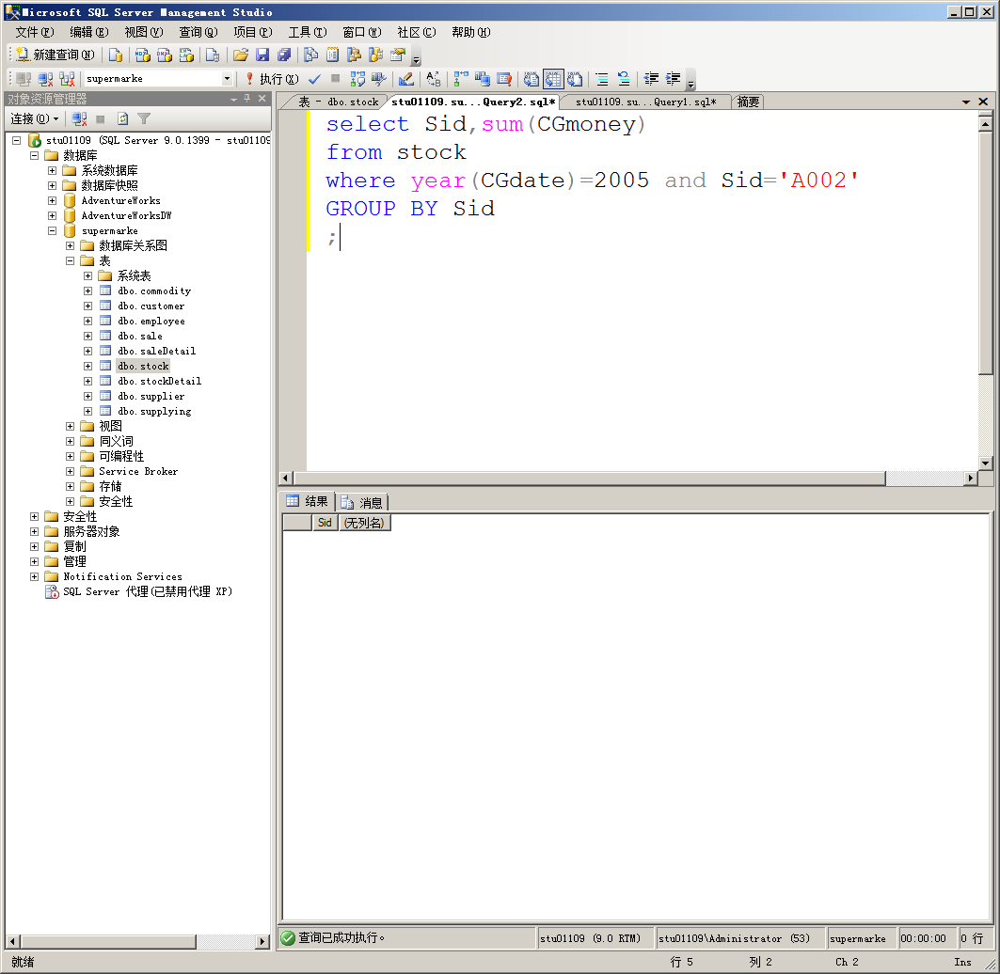 Microsoft SQL Server Management Studio
文件(F) 编辑(E) 视图(V) 查询(Q) 项目(P) 工具(T) 窗口(W) 社区(C) 帮助(H)
新建查询(N)
supermarke 执行(X)
对象资源管理器
连接(O)
stu01109 (SQL Server 9.0.1399 - stu01109
数据库
系统数据库
数据库快照
AdventureWorks
AdventureWorksDW
supermarke
数据库关系图
表
系统表
dbo.commodity
dbo.customer
dbo.employee
dbo.sale
dbo.saleDetail
dbo.stock
dbo.stockDetail
dbo.supplier
dbo.supplying
视图
同义词
可编程性
Service Broker
存储
安全性
安全性
服务器对象
复制
管理
Notification Services
SQL Server 代理(已禁用代理 XP)
表 - dbo.stock stu01109.su...Query2.sql* stu01109.su...Query1.sql* 摘要
select Sid,sum(CGmoney)
from stock
where year(CGdate)=2005 and Sid='A002'
GROUP BY Sid
;
结果 消息
Sid (无列名)
查询已成功执行。 stu01109 (9.0 RTM) stu01109\Administrator (53) supermarke 00:00:00 0 行
就绪 行 5 列 2 Ch 2 Ins